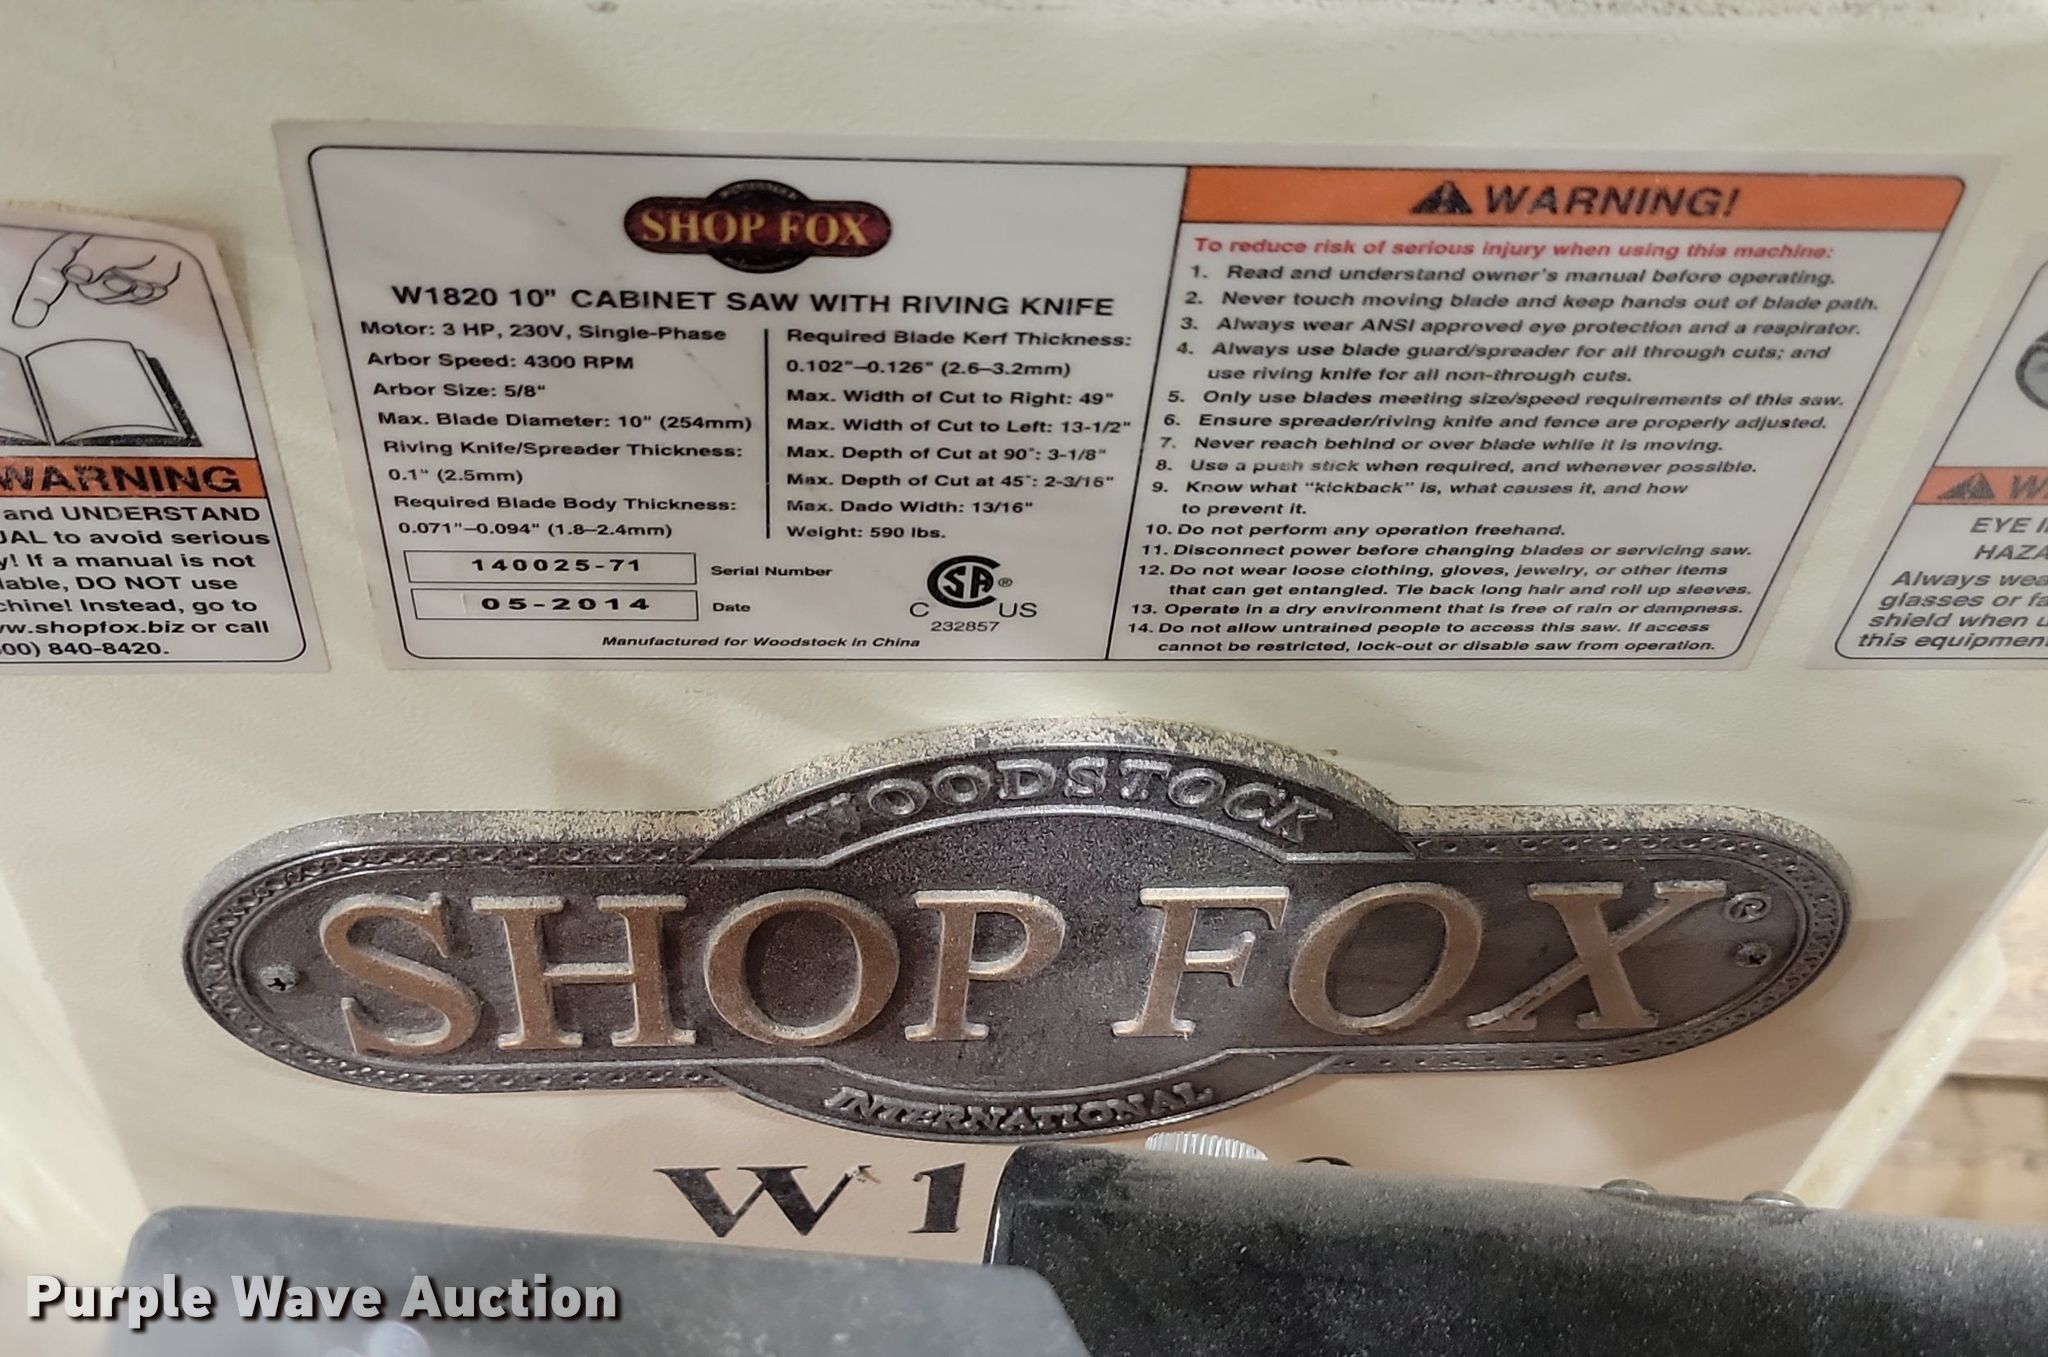 SHOP FOX
W1820 10" CABINET SAW WITH RIVING KNIFE
Motor: 3 HP, 230V, Single-Phase
Arbor Speed: 4300 RPM
Arbor Size: 5/8"
Max. Blade Diameter: 10" (254mm)
Riving Knife/Spreader Thickness:
0.1" (2.5mm)
Required Blade Body Thickness:
0.071"–0.094" (1.8–2.4mm)
Required Blade Kerf Thickness:
0.102"–0.126" (2.6–3.2mm)
Max. Width of Cut to Right: 49"
Max. Width of Cut to Left: 13-1/2"
Max. Depth of Cut at 90°: 3-1/8"
Max. Depth of Cut at 45°: 2-3/16"
Max. Dado Width: 13/16"
Weight: 590 lbs.
140025-71 Serial Number
05-2014 Date
C SA ® US
232857
Manufactured for Woodstock in China
WARNING!
To reduce risk of serious injury when using this machine:
1. Read and understand owner's manual before operating.
2. Never touch moving blade and keep hands out of blade path.
3. Always wear ANSI approved eye protection and a respirator.
4. Always use blade guard/spreader for all through cuts; and
use riving knife for all non-through cuts.
5. Only use blades meeting size/speed requirements of this saw.
6. Ensure spreader/riving knife and fence are properly adjusted.
7. Never reach behind or over blade while it is moving.
8. Use a push stick when required, and whenever possible.
9. Know what "kickback" is, what causes it, and how
to prevent it.
10. Do not perform any operation freehand.
11. Disconnect power before changing blades or servicing saw.
12. Do not wear loose clothing, gloves, jewelry, or other items
that can get entangled. Tie back long hair and roll up sleeves.
13. Operate in a dry environment that is free of rain or dampness.
14. Do not allow untrained people to access this saw. If access
cannot be restricted, lock-out or disable saw from operation.
WARNING
and UNDERSTAND
UAL to avoid serious
y! If a manual is not
lable, DO NOT use
chine! Instead, go to
w.shopfox.biz or call
00) 840-8420.
W
EYE I
HAZA
Always wea
glasses or fa
shield when u
this equipmen
WOODSTOCK
SHOP FOX®
INTERNATIONAL
W1
Purple Wave Auction